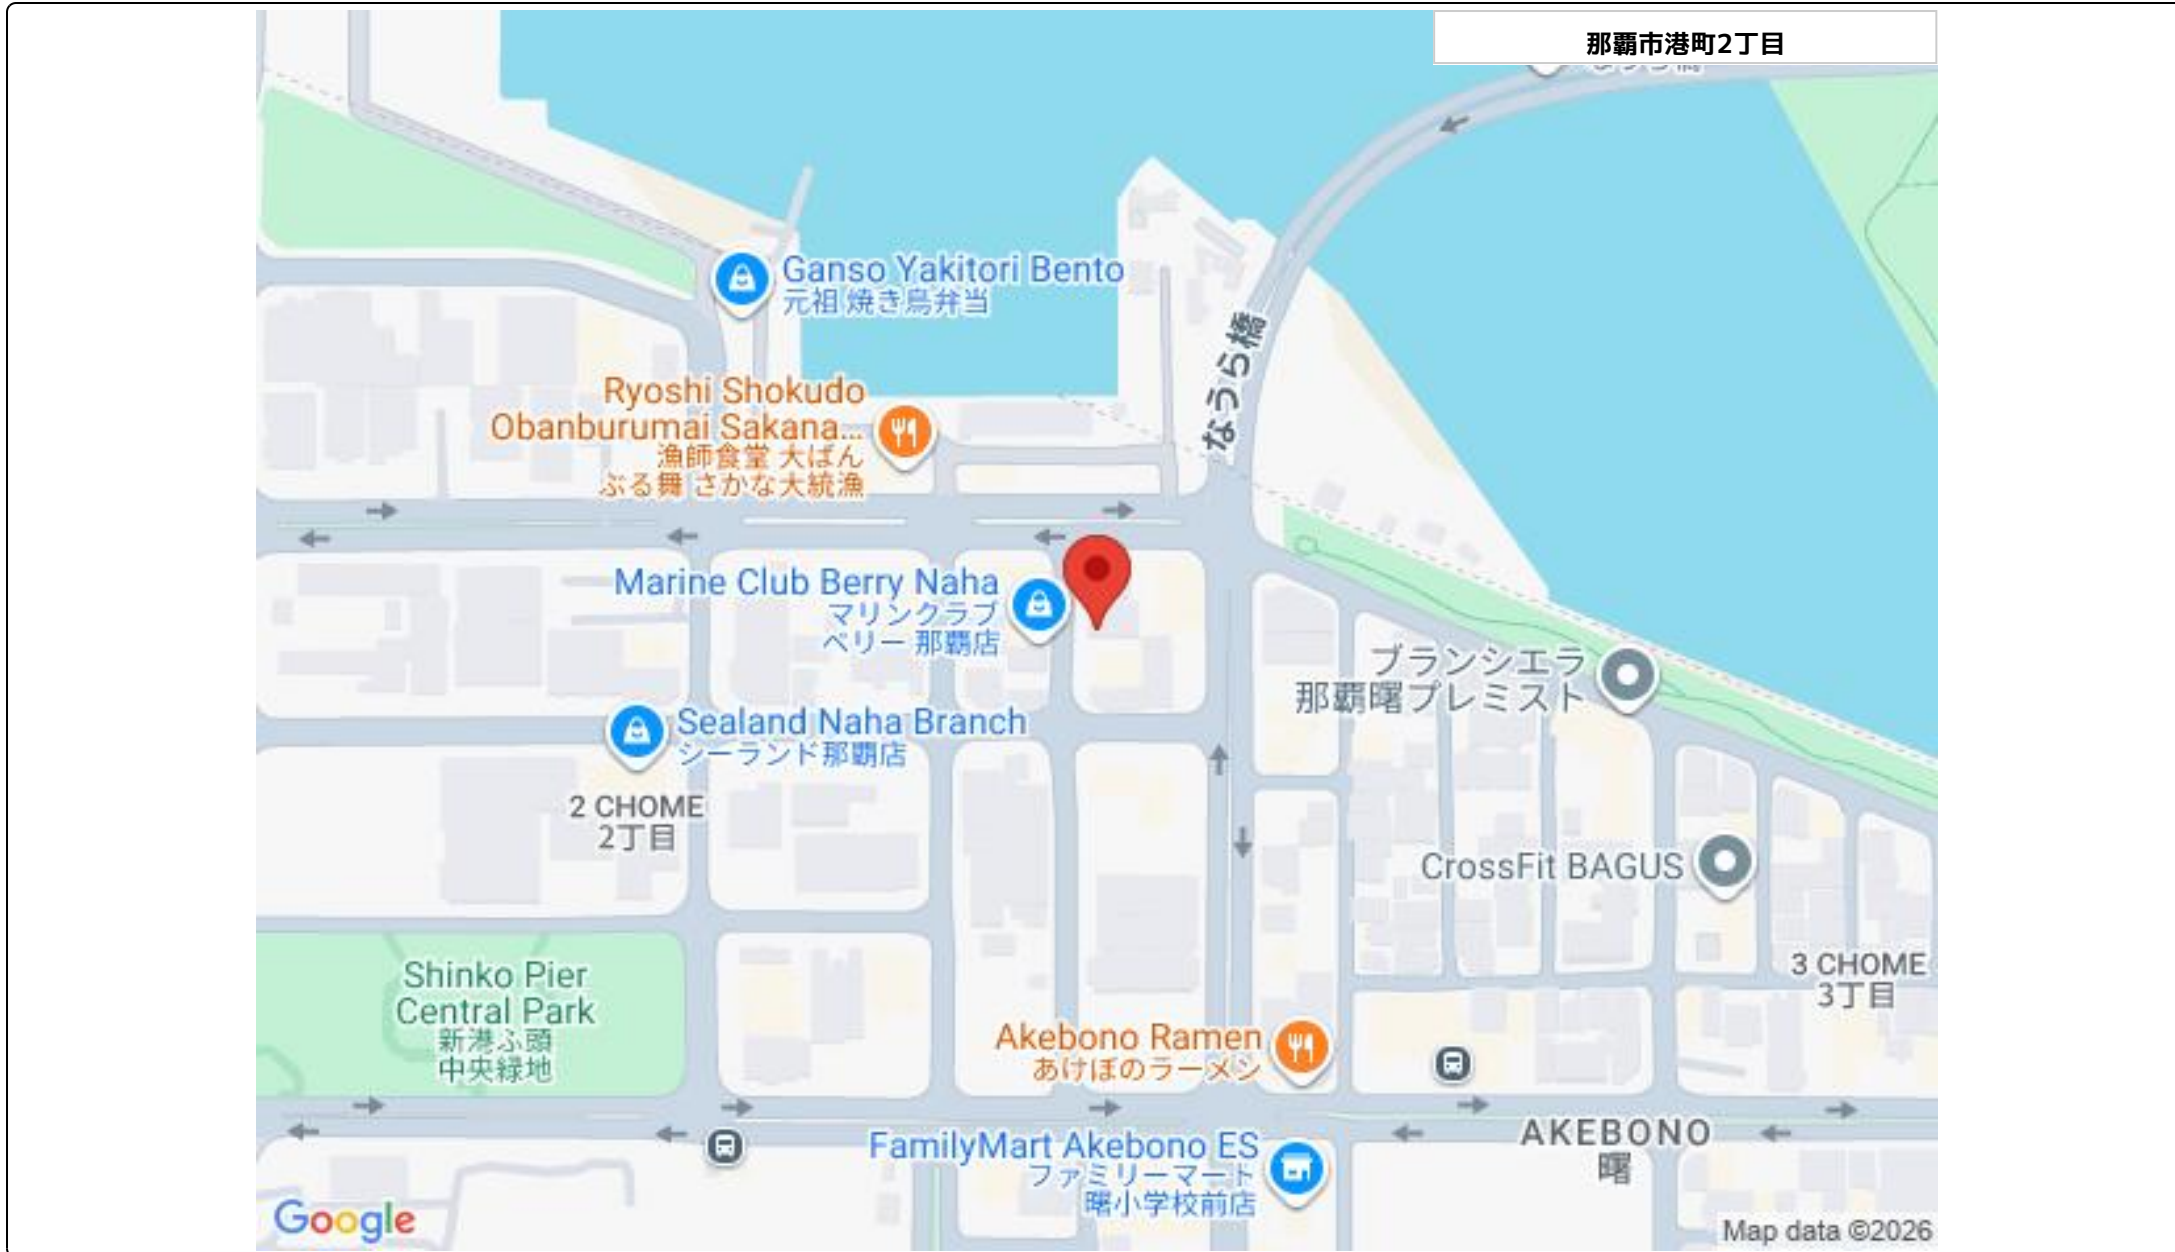 那覇市港町2丁目
Ganso Yakitori Bento
元祖 焼き鳥弁当
なうら橋
Ryoshi Shokudo
Obanburumai Sakana...
漁師食堂 大ばん
ぶる舞 さかな大統漁
Marine Club Berry Naha
マリンクラブ
ベリー 那覇店
ブランシエラ
那覇曙プレミスト
Sealand Naha Branch
シーランド那覇店
2 CHOME
2丁目
CrossFit BAGUS
Shinko Pier
Central Park
新港ふ頭
中央緑地
3 CHOME
3丁目
Akebono Ramen
あけぼのラーメン
FamilyMart Akebono ES
ファミリーマート
曙小学校前店
AKEBONO
曙
Google
Map data ©2026